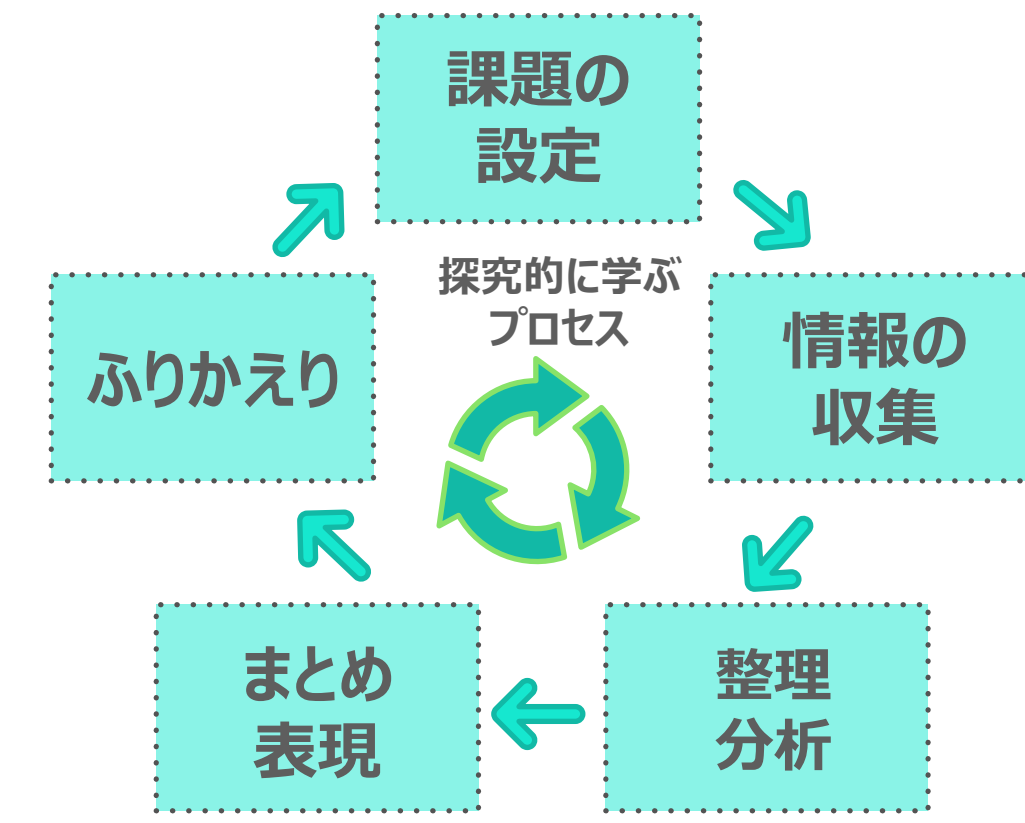 課題の
設定
探究的に学ぶ
プロセス
情報の
収集
整理
分析
まとめ
表現
ふりかえり